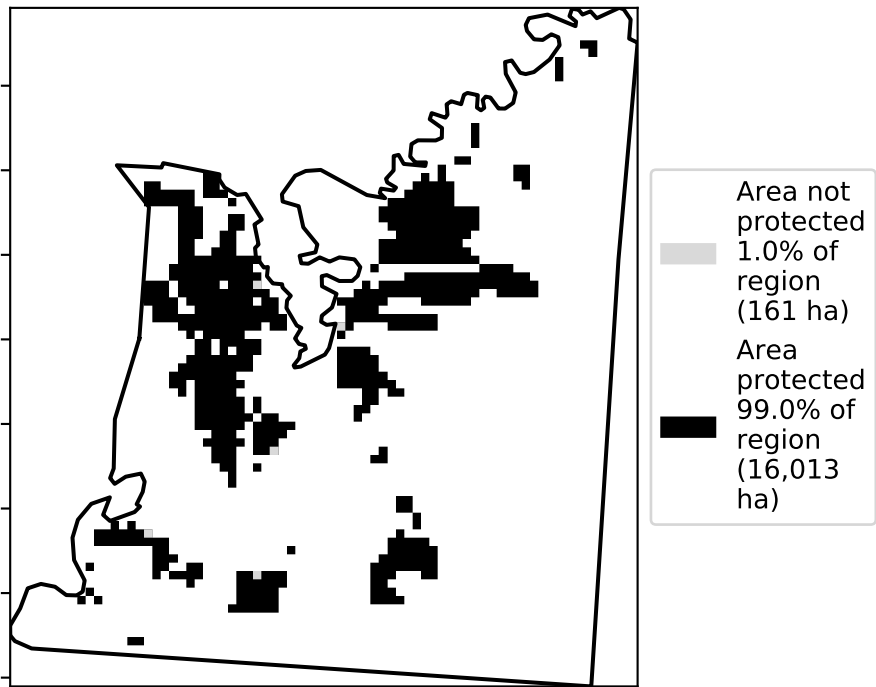 Area not
protected
1.0% of
region
(161 ha)
Area
protected
99.0% of
region
(16,013
ha)